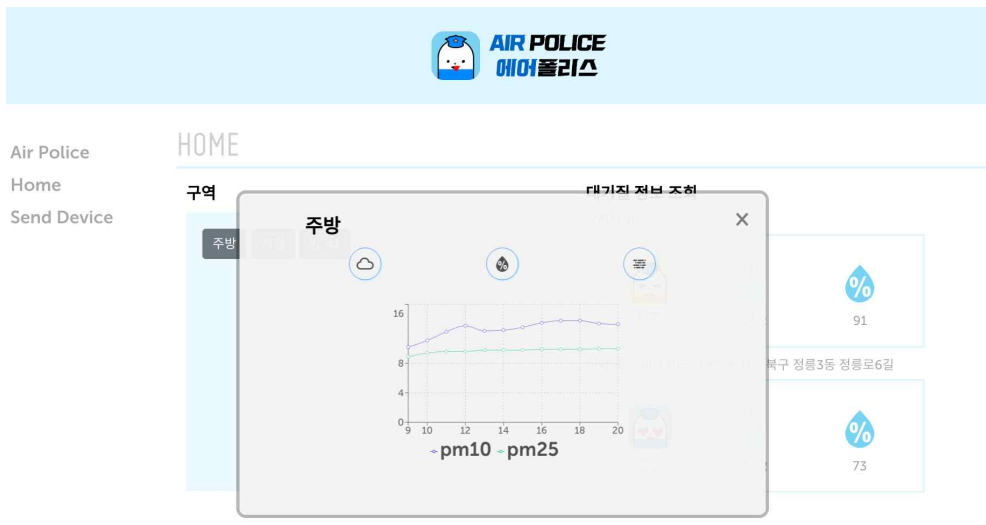 AIR POLICE
에어폴리스
Air Police
Home
Send Device
HOME
구역
대기질 정보 조회
주방
주방
×
%
%
91
북구 정릉3동 정릉로6길
%
73
16
8
4
0
9 10 12 14 16 18 20
pm10 pm25